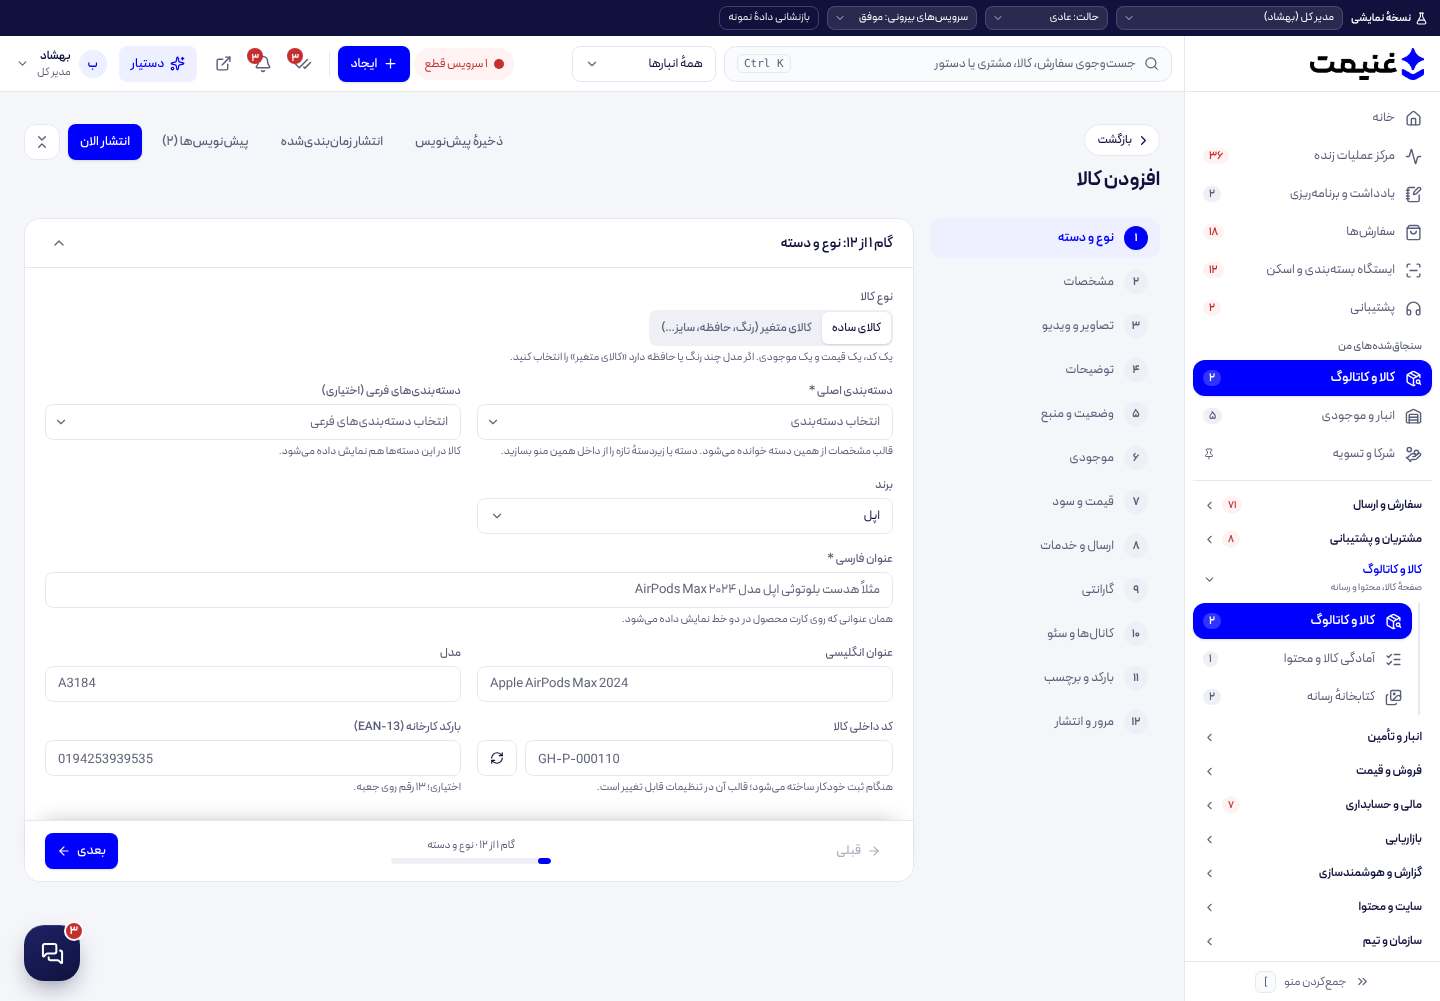 نسخهٔ نمایشی
مدیر کل (بهشاد)
حالت: عادی
سرویس‌های بیرونی: موفق
بازنشانی دادهٔ نمونه
غنیمت
جست‌وجوی سفارش، کالا، مشتری یا دستور
Ctrl K
همهٔ انبارها
۱ سرویس قطع
ایجاد
۳
۳
دستیار
ب
بهشاد
مدیر کل
خانه
مرکز عملیات زنده
۳۶
یادداشت و برنامه‌ریزی
۲
سفارش‌ها
۱۸
ایستگاه بسته‌بندی و اسکن
۱۲
پشتیبانی
۲
سنجاق‌شده‌های من
کالا و کاتالوگ
۲
انبار و موجودی
۵
شرکا و تسویه
سفارش و ارسال
۷۱
مشتریان و پشتیبانی
۸
کالا و کاتالوگ
صفحهٔ کالا، محتوا و رسانه
کالا و کاتالوگ
۲
آمادگی کالا و محتوا
۱
کتابخانهٔ رسانه
۲
انبار و تأمین
فروش و قیمت
مالی و حسابداری
۷
بازاریابی
گزارش و هوشمندسازی
سایت و محتوا
سازمان و تیم
جمع‌کردن منو
[
بازگشت
افزودن کالا
ذخیرهٔ پیش‌نویس
انتشار زمان‌بندی‌شده
پیش‌نویس‌ها (۲)
انتشار الان
۱
نوع و دسته
۲
مشخصات
۳
تصاویر و ویدیو
۴
توضیحات
۵
وضعیت و منبع
۶
موجودی
۷
قیمت و سود
۸
ارسال و خدمات
۹
گارانتی
۱۰
کانال‌ها و سئو
۱۱
بارکد و برچسب
۱۲
مرور و انتشار
گام ۱ از ۱۲: نوع و دسته
نوع کالا
کالای ساده
کالای متغیر (رنگ، حافظه، سایز…)
یک کد، یک قیمت و یک موجودی. اگر مدل چند رنگ یا حافظه دارد «کالای متغیر» را انتخاب کنید.
دسته‌بندی اصلی *
دسته‌بندی‌های فرعی (اختیاری)
انتخاب دسته‌بندی
انتخاب دسته‌بندی‌های فرعی
قالب مشخصات از همین دسته خوانده می‌شود. دسته یا زیردستهٔ تازه را از داخل همین منو بسازید.
کالا در این دسته‌ها هم نمایش داده می‌شود.
برند
اپل
عنوان فارسی *
مثلاً هدست بلوتوثی اپل مدل AirPods Max ۲۰۲۴
همان عنوانی که روی کارت محصول در دو خط نمایش داده می‌شود.
عنوان انگلیسی
مدل
Apple AirPods Max 2024
A3184
کد داخلی کالا
بارکد کارخانه (EAN-13)
GH-P-000110
0194253939535
هنگام ثبت خودکار ساخته می‌شود؛ قالب آن در تنظیمات قابل تغییر است.
اختیاری؛ ۱۳ رقم روی جعبه.
قبلی
گام ۱ از ۱۲ · نوع و دسته
بعدی
۳